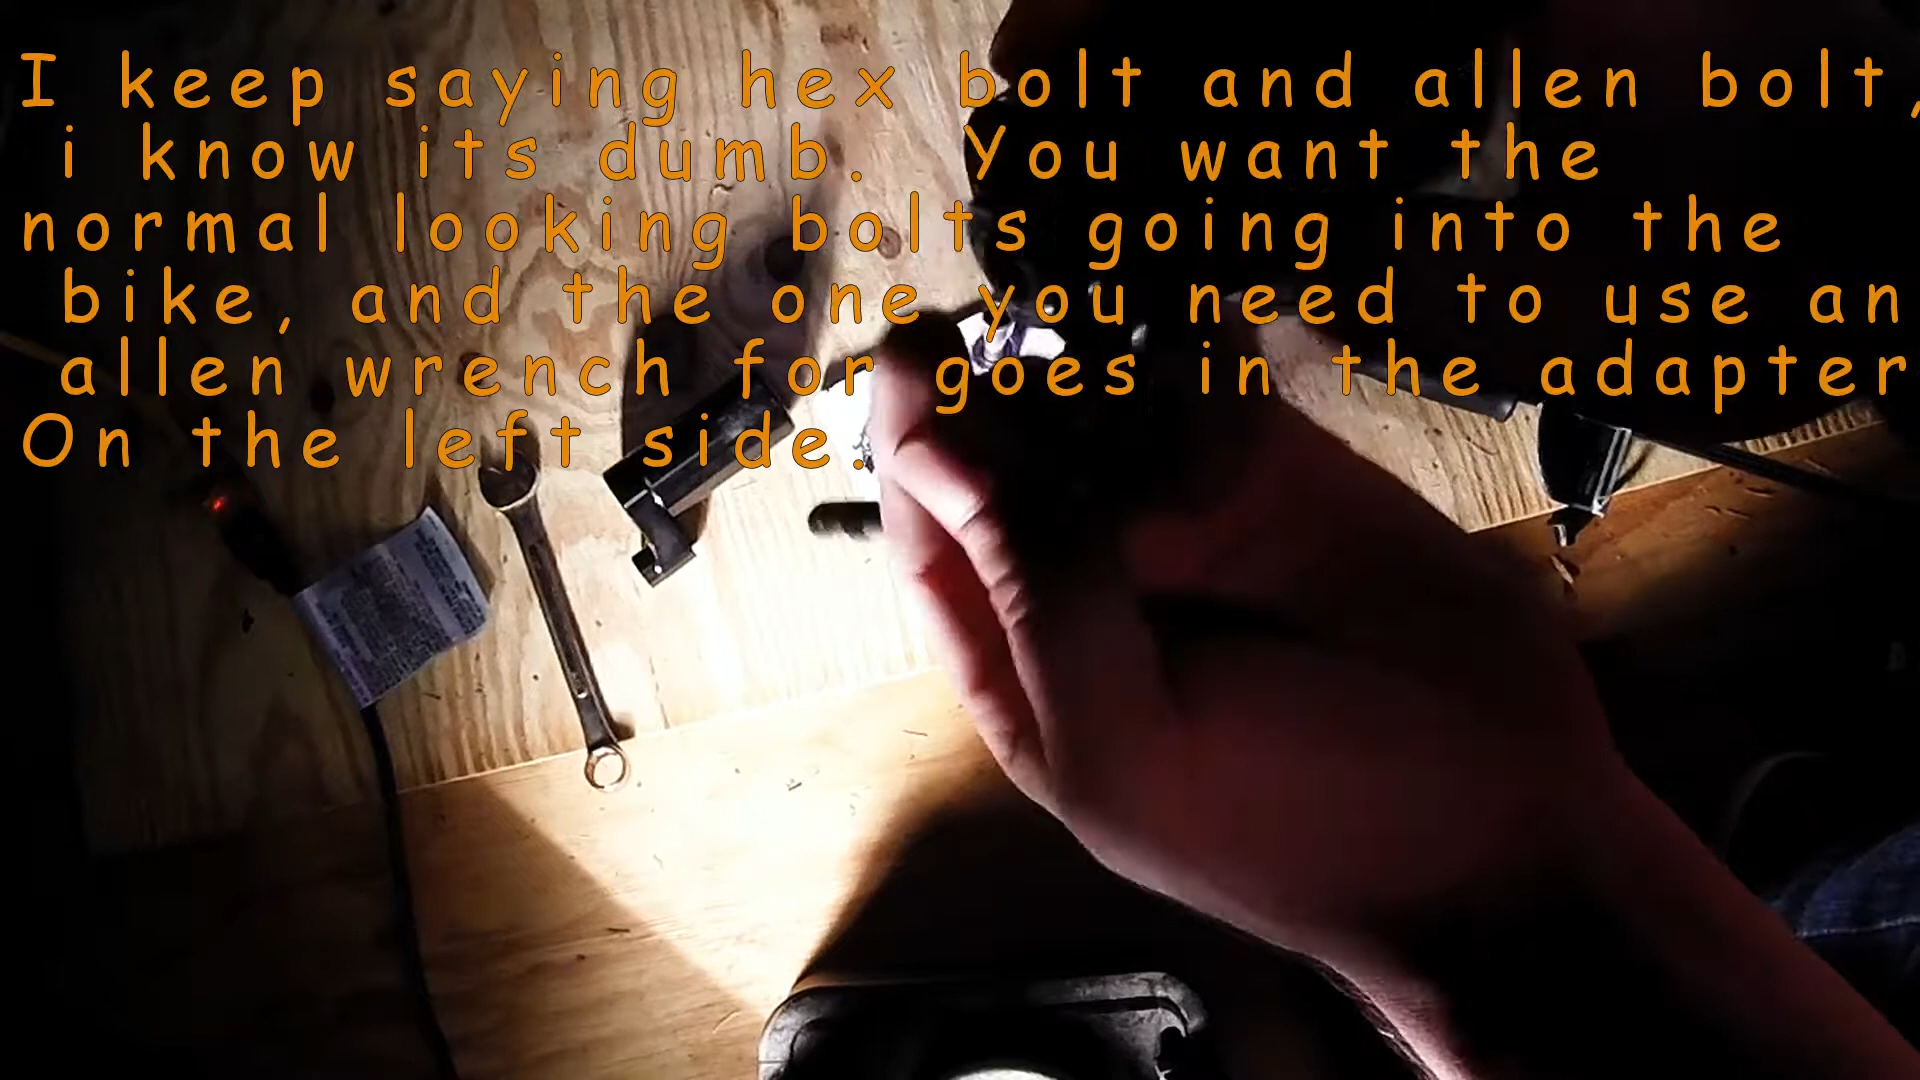 I keep saying hex bolt and allen bolt,
i know its dumb. You want the
normal looking bolts going into the
bike, and the one you need to use an
allen wrench for goes in the adapter
On the left side.